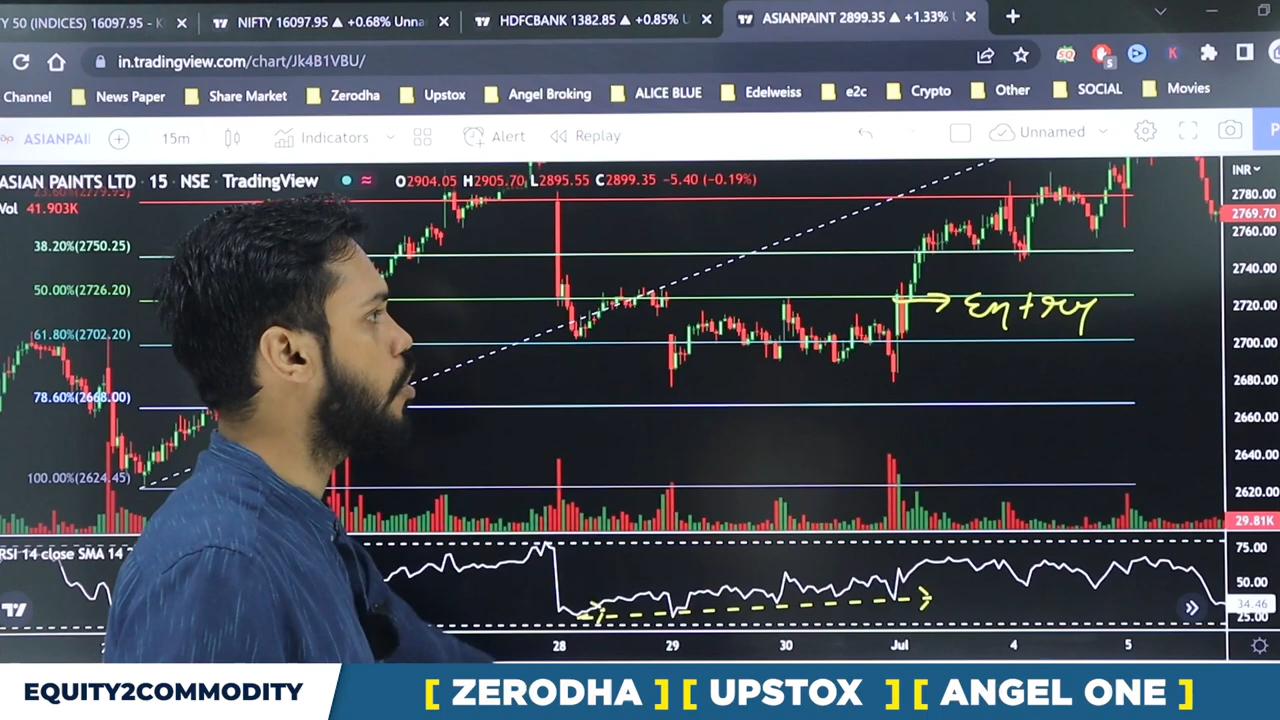 Y 50 (INDICES) 16097.95 - K
NIFTY 16097.95 ▲ +0.68% Unna
HDFCBANK 1382.85 ▲ +0.85% U
ASIANPAINT 2899.35 ▲ +1.33%
in.tradingview.com/chart/Jk4B1VBU/
Channel
News Paper
Share Market
Zerodha
Upstox
Angel Broking
ALICE BLUE
Edelweiss
e2c
Crypto
Other
SOCIAL
Movies
ASIANPAI
15m
Indicators
Alert
Replay
Unnamed
ASIAN PAINTS LTD · 15 · NSE · TradingView
O2904.05 H2905.70 L2895.55 C2899.35 -5.40 (-0.19%)
Vol 41.903K
38.20%(2750.25)
50.00%(2726.20)
61.80%(2702.20)
78.60%(2668.00)
100.00%(2624.45)
Entry
INR
2780.00
2769.70
2760.00
2740.00
2720.00
2700.00
2680.00
2660.00
2640.00
2620.00
29.81K
RSI 14 close SMA 14 2
75.00
50.00
34.46
25.00
28
29
30
Jul
4
5
EQUITY2COMMODITY
[ ZERODHA ] [ UPSTOX ] [ ANGEL ONE ]